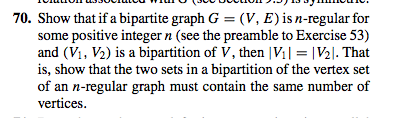 70. Show that if a bipartite graph G = (V, E) is n-regular for
some positive integer n (see the preamble to Exercise 53)
and (V₁, V₂) is a bipartition of V, then |V₁| = |V₂|. That
is, show that the two sets in a bipartition of the vertex set
of an n-regular graph must contain the same number of
vertices.